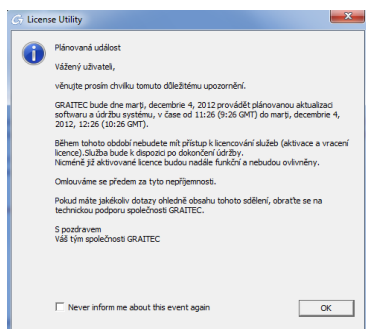 License Utility
Plánovaná událost
Vážený uživateli,
věnujte prosím chvilku tomuto důležitému upozornění.
GRAITEC bude dne marți, decembrie 4, 2012 provádět plánovanou aktualizaci
softwaru a údržbu systému, v čase od 11:26 (9:26 GMT) do marți, decembrie 4,
2012, 12:26 (10:26 GMT).
Během tohoto období nebudete mít přístup k licencování služeb (aktivace a vracení
licence).Služba bude k dispozici po dokončení údržby.
Nicméně již aktivované licence budou nadále funkční a nebudou ovlivněny.
Omlouváme se předem za tyto nepříjemnosti.
Pokud máte jakékoliv dotazy ohledně obsahu tohoto sdělení, obraťte se na
technickou podporu společnosti GRAITEC.
S pozdravem
Váš tým společnosti GRAITEC
Never inform me about this event again
OK